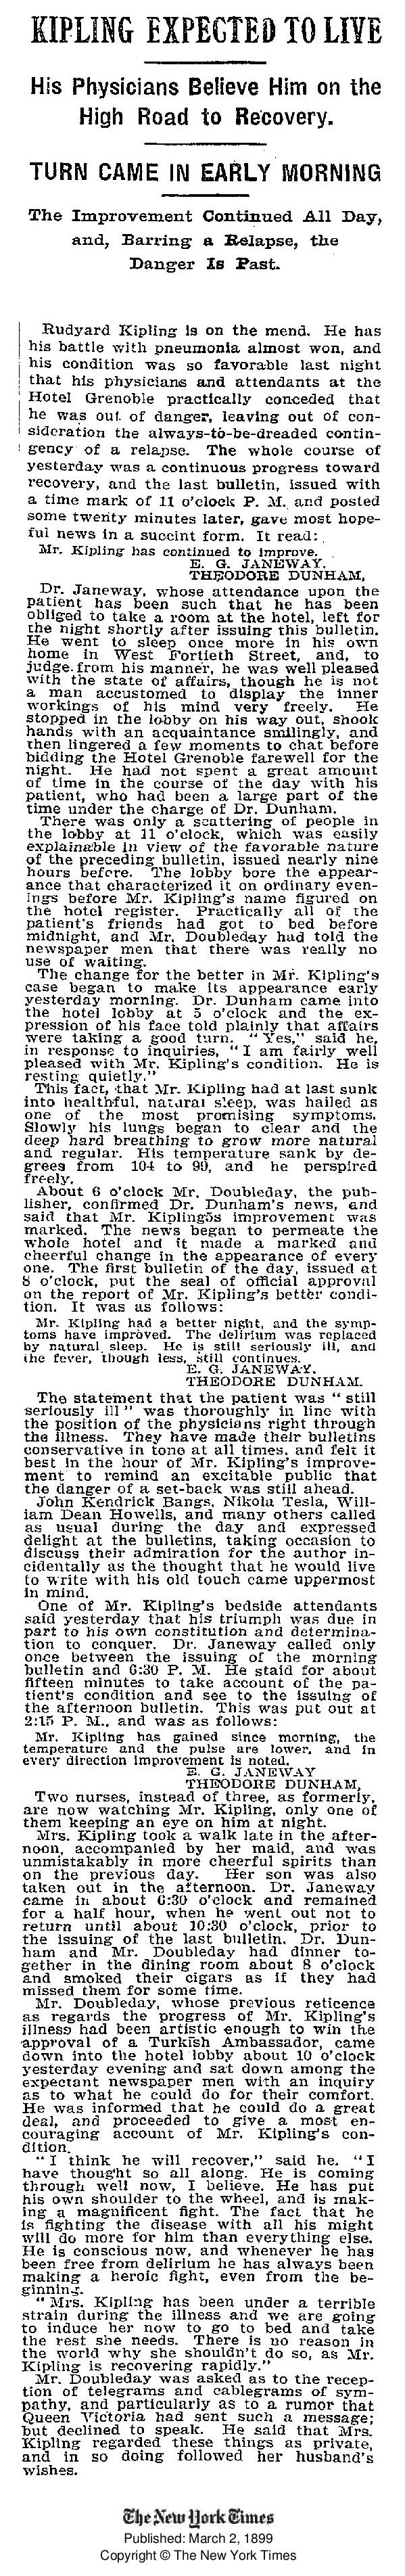 KIPLING EXPECTED TO LIVE
His Physicians Believe Him on the
High Road to Recovery.
TURN CAME IN EARLY MORNING
The Improvement Continued All Day,
and, Barring a Relapse, the
Danger Is Past.
Rudyard Kipling is on the mend. He has
his battle with pneumonia almost won, and
his condition was so favorable last night
that his physicians and attendants at the
Hotel Grenoble practically conceded that
he was out of danger, leaving out of con-
sideration the always-to-be-dreaded contin-
gency of a relapse. The whole course of
yesterday was a continuous progress toward
recovery, and the last bulletin, issued with
a time mark of 11 o'clock P. M. and posted
some twenty minutes later, gave most hope-
ful news in a succint form. It read:
Mr. Kipling has continued to improve.
E. G. JANEWAY.
THEODORE DUNHAM,
Dr. Janeway, whose attendance upon the
patient has been such that he has been
obliged to take a room at the hotel, left for
the night shortly after issuing this bulletin.
He went to sleep once more in his own
home in West Fortieth Street, and, to
judge from his manner, he was well pleased
with the state of affairs, though he is not
a man accustomed to display the inner
workings of his mind very freely. He
stopped in the lobby on his way out, shook
hands with an acquaintance smilingly, and
then lingered a few moments to chat before
bidding the Hotel Grenoble farewell for the
night. He had not spent a great amount
of time in the course of the day with his
patient, who had been a large part of the
time under the charge of Dr. Dunham.
There was only a scattering of people in
the lobby at 11 o'clock, which was easily
explainable in view of the favorable nature
of the preceding bulletin, issued nearly nine
hours before. The lobby bore the appear-
ance that characterized it on ordinary even-
ings before Mr. Kipling's name figured on
the hotel register. Practically all of the
patient's friends had got to bed before
midnight, and Mr. Doubleday had told the
newspaper men that there was really no
use of waiting.
The change for the better in Mr. Kipling's
case began to make its appearance early
yesterday morning. Dr. Dunham came into
the hotel lobby at 5 o'clock and the ex-
pression of his face told plainly that affairs
were taking a good turn. "Yes," said he,
in response to inquiries, "I am fairly well
pleased with Mr. Kipling's condition. He is
resting quietly."
This fact, that Mr. Kipling had at last sunk
into healthful, natural sleep, was hailed as
one of the most promising symptoms.
Slowly his lungs began to clear and the
deep hard breathing to grow more natural
and regular. His temperature sank by de-
grees from 104 to 99, and he perspired
freely.
About 6 o'clock Mr. Doubleday, the pub-
lisher, confirmed Dr. Dunham's news, and
said that Mr. Kipling5s improvement was
marked. The news began to permeate the
whole hotel and it made a marked and
cheerful change in the appearance of every
one. The first bulletin of the day, issued at
8 o'clock, put the seal of official approval
on the report of Mr. Kipling's better condi-
tion. It was as follows:
Mr. Kipling had a better night, and the symp-
toms have improved. The delirium was replaced
by natural sleep. He is still seriously ill, and
the fever, though less, still continues.
E. G. JANEWAY.
THEODORE DUNHAM.
The statement that the patient was "still
seriously ill" was thoroughly in line with
the position of the physicians right through
the illness. They have made their bulletins
conservative in tone at all times, and felt it
best in the hour of Mr. Kipling's improve-
ment to remind an excitable public that
the danger of a set-back was still ahead.
John Kendrick Bangs, Nikola Tesla, Will-
iam Dean Howells, and many others called
as usual during the day and expressed
delight at the bulletins, taking occasion to
discuss their admiration for the author in-
cidentally as the thought that he would live
to write with his old touch came uppermost
in mind.
One of Mr. Kipling's bedside attendants
said yesterday that his triumph was due in
part to his own constitution and determina-
tion to conquer. Dr. Janeway called only
once between the issuing of the morning
bulletin and 6:30 P. M. He staid for about
fifteen minutes to take account of the pa-
tient's condition and see to the issuing of
the afternoon bulletin. This was put out at
2:15 P. M., and was as follows:
Mr. Kipling has gained since morning, the
temperature and the pulse are lower, and in
every direction improvement is noted.
E. G. JANEWAY
THEODORE DUNHAM,
Two nurses, instead of three, as formerly,
are now watching Mr. Kipling, only one of
them keeping an eye on him at night.
Mrs. Kipling took a walk late in the after-
noon, accompanied by her maid, and was
unmistakably in more cheerful spirits than
on the previous day. Her son was also
taken out in the afternoon. Dr. Janeway
came in about 6:30 o'clock and remained
for a half hour, when he went out not to
return until about 10:30 o'clock, prior to
the issuing of the last bulletin. Dr. Dun-
ham and Mr. Doubleday had dinner to-
gether in the dining room about 8 o'clock
and smoked their cigars as if they had
missed them for some time.
Mr. Doubleday, whose previous reticence
as regards the progress of Mr. Kipling's
illness had been artistic enough to win the
approval of a Turkish Ambassador, came
down into the hotel lobby about 10 o'clock
yesterday evening and sat down among the
expectant newspaper men with an inquiry
as to what he could do for their comfort.
He was informed that he could do a great
deal, and proceeded to give a most en-
couraging account of Mr. Kipling's con-
dition.
"I think he will recover," said he. "I
have thought so all along. He is coming
through well now, I believe. He has put
his own shoulder to the wheel, and is mak-
ing a magnificent fight. The fact that he
is fighting the disease with all his might
will do more for him than everything else.
He is conscious now, and whenever he has
been free from delirium he has always been
making a heroic fight, even from the be-
ginning.
"Mrs. Kipling has been under a terrible
strain during the illness and we are going
to induce her now to go to bed and take
the rest she needs. There is no reason in
the world why she shouldn't do so, as Mr.
Kipling is recovering rapidly."
Mr. Doubleday was asked as to the recep-
tion of telegrams and cablegrams of sym-
pathy, and particularly as to a rumor that
Queen Victoria had sent such a message;
but declined to speak. He said that Mrs.
Kipling regarded these things as private,
and in so doing followed her husband's
wishes.
The New York Times
Published: March 2, 1899
Copyright © The New York Times